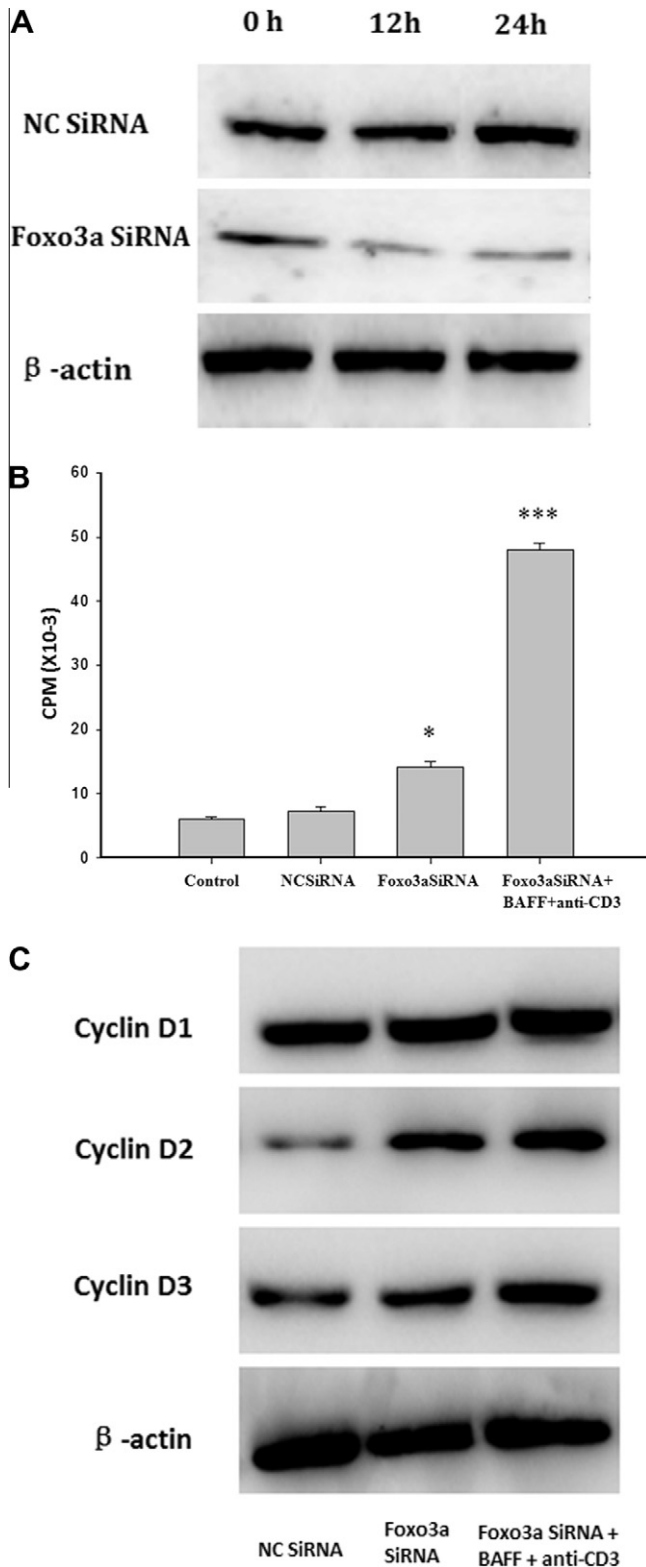 A
0 h 12h 24h
NC SiRNA
Foxo3a SiRNA
β -actin
B
60
50
40
30
20
10
0
CPM (X10-3)
*
***
Control NCSiRNA Foxo3aSiRNA Foxo3aSiRNA+
BAFF+anti-CD3
C
Cyclin D1
Cyclin D2
Cyclin D3
β -actin
NC SiRNA Foxo3a Foxo3a SiRNA +
SiRNA BAFF + anti-CD3